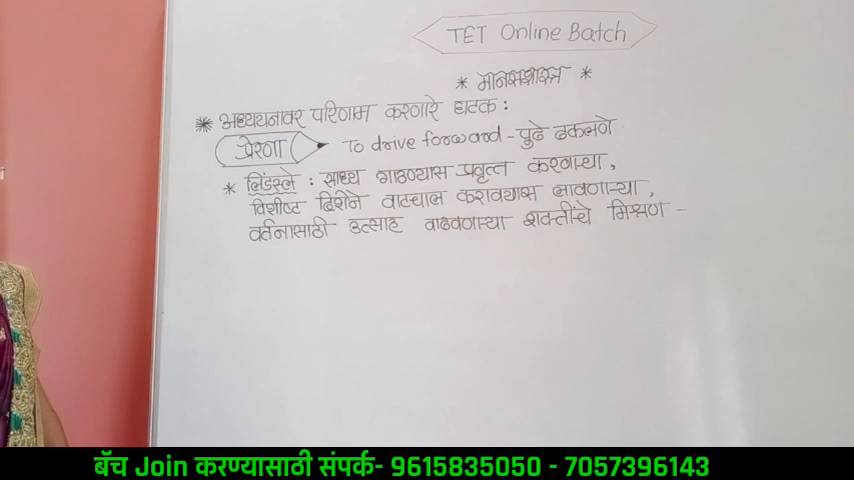 TET Online Batch
* मानसशास्त्र *
* अध्ययनावर परिणाम करणारे घटक :
प्रेरणा To drive forward - पुढे ढकलणे
* लिंडस्ले : साध्य गाठण्यास प्रवृत्त करणाऱ्या,
विशीष्ट दिशेने वाटचाल करावयास लावणाऱ्या,
वर्तनासाठी उत्साह वाढवणाऱ्या शक्तींचे मिश्रण -
बॅच Join करण्यासाठी संपर्क- 9615835050 - 7057396143